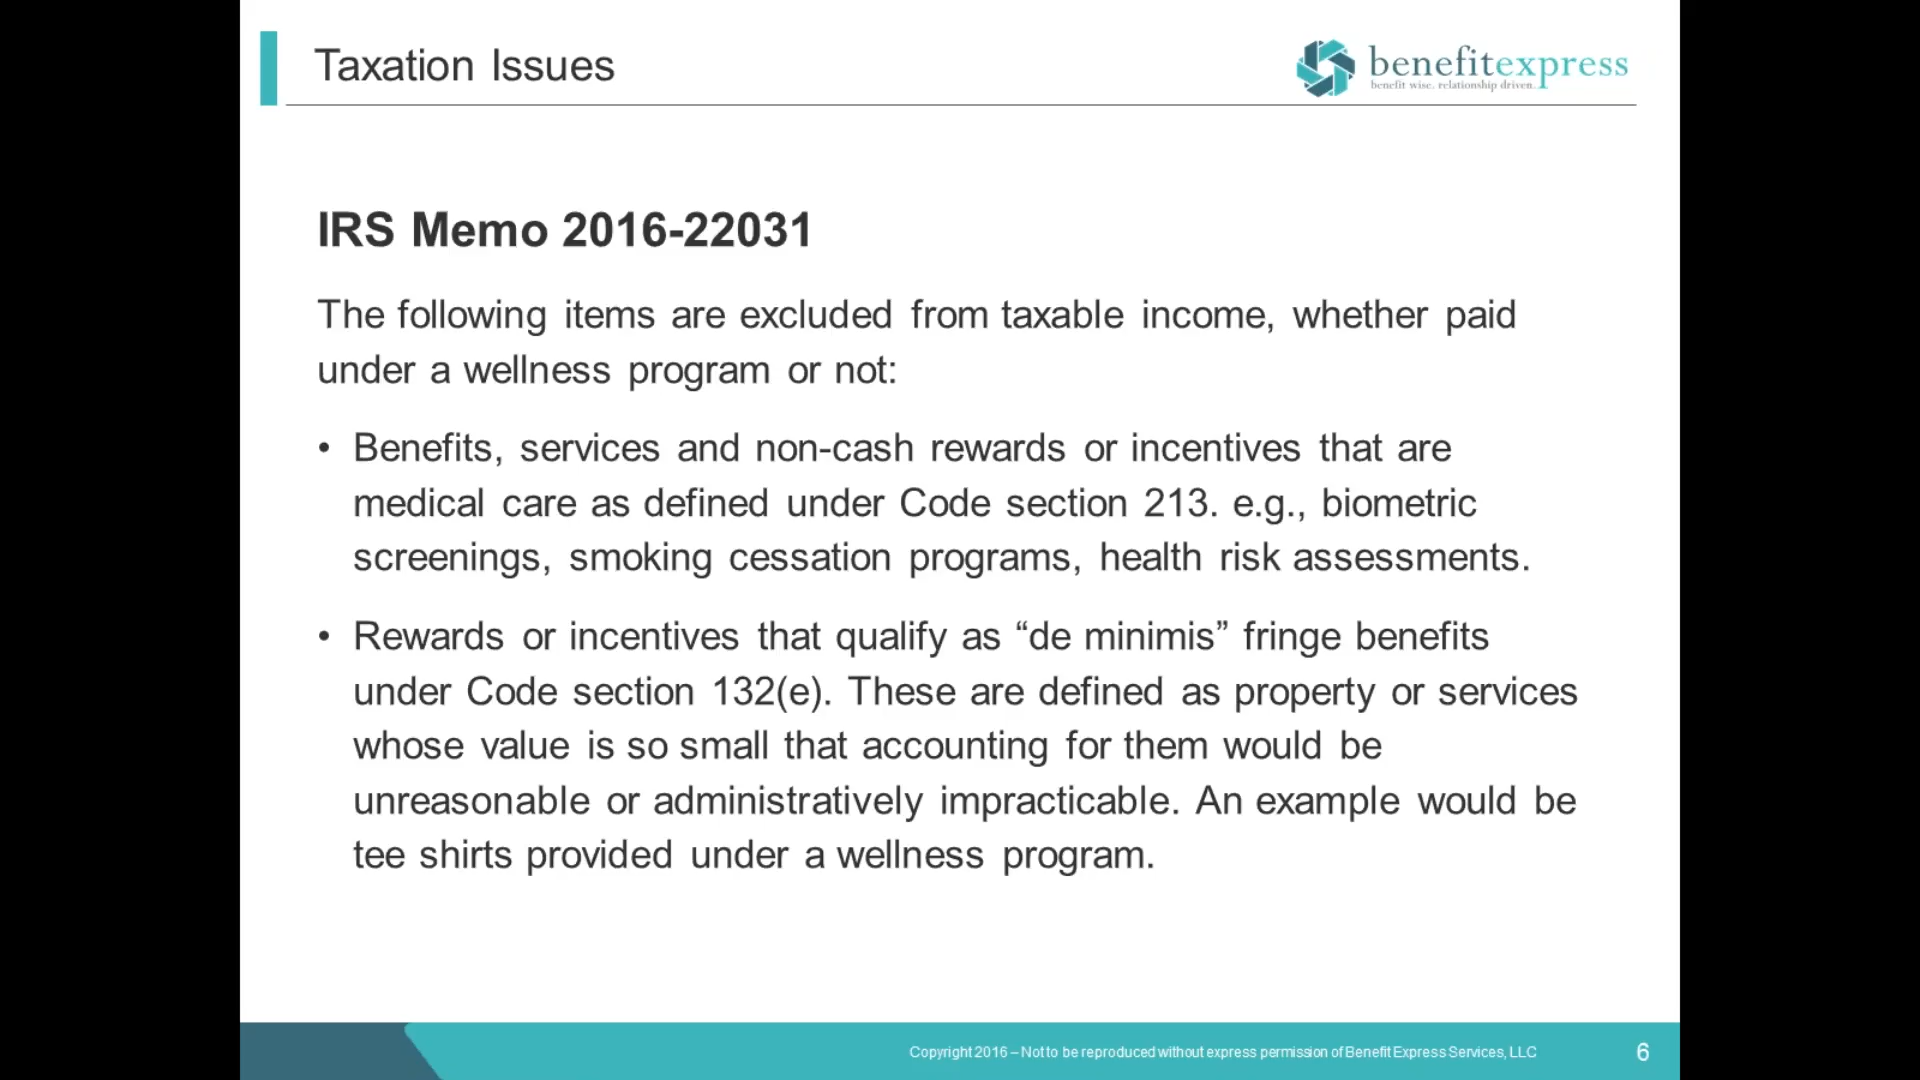 Taxation Issues
benefitexpress
benefit wise. relationship driven.
IRS Memo 2016-22031
The following items are excluded from taxable income, whether paid
under a wellness program or not:
• Benefits, services and non-cash rewards or incentives that are
medical care as defined under Code section 213. e.g., biometric
screenings, smoking cessation programs, health risk assessments.
• Rewards or incentives that qualify as “de minimis” fringe benefits
under Code section 132(e). These are defined as property or services
whose value is so small that accounting for them would be
unreasonable or administratively impracticable. An example would be
tee shirts provided under a wellness program.
Copyright 2016 – Not to be reproduced without express permission of Benefit Express Services, LLC
6